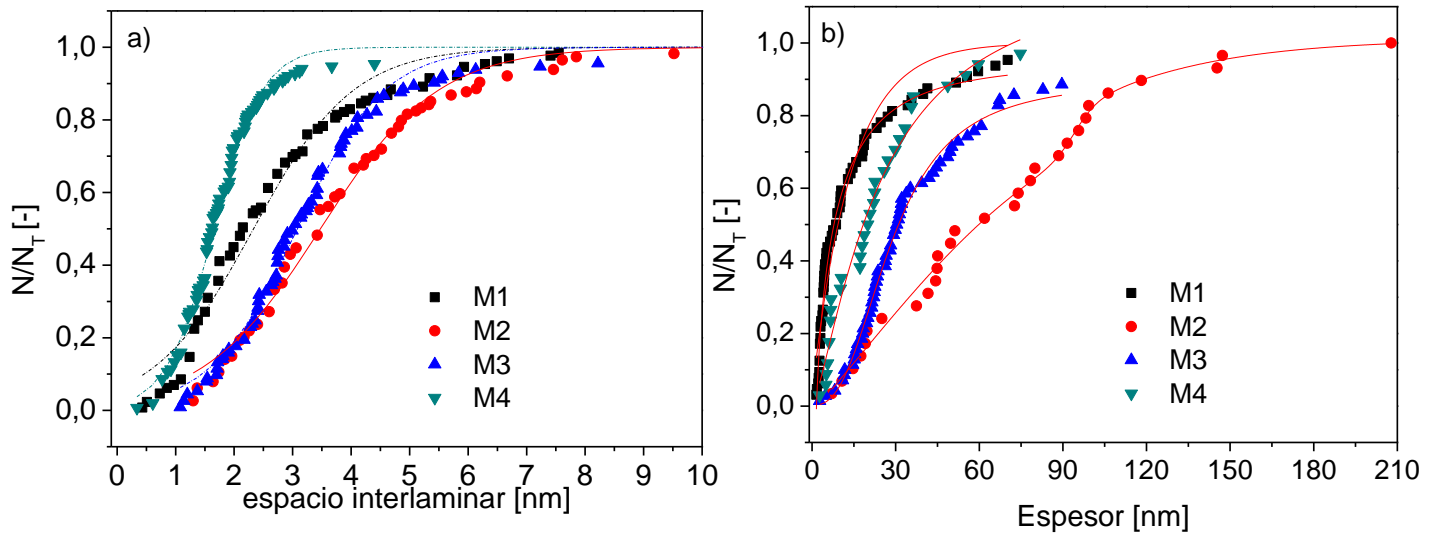 a)
N/N_T [-]
1,0
0,8
0,6
0,4
0,2
0,0
M1
M2
M3
M4
0 1 2 3 4 5 6 7 8 9 10
espacio interlaminar [nm]
b)
N/N_T [-]
1,0
0,8
0,6
0,4
0,2
0,0
M1
M2
M3
M4
0 30 60 90 120 150 180 210
Espesor [nm]